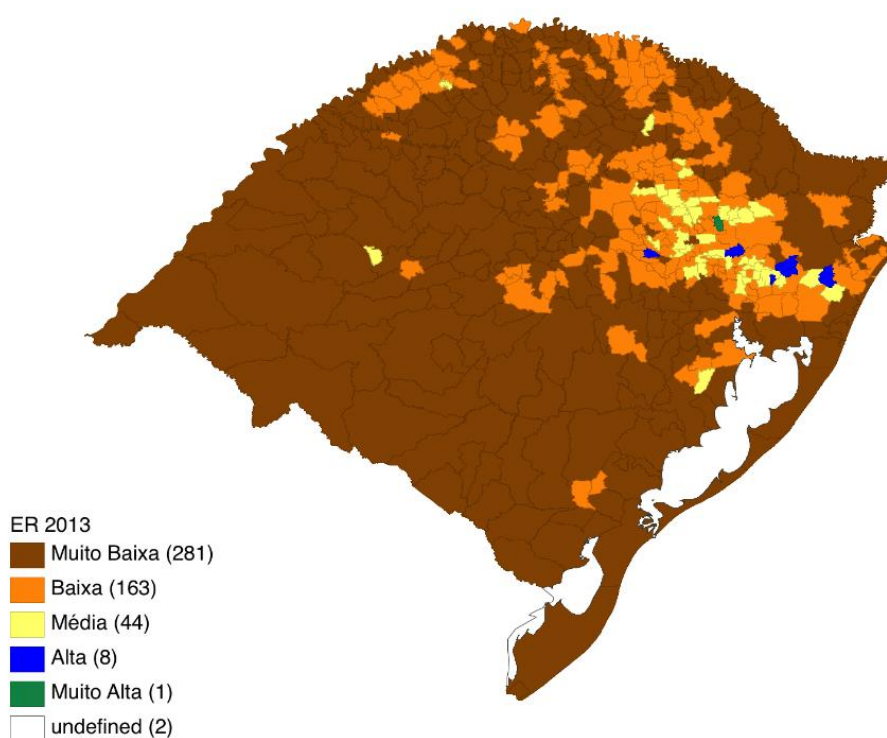 ER 2013
Muito Baixa (281)
Baixa (163)
Média (44)
Alta (8)
Muito Alta (1)
undefined (2)